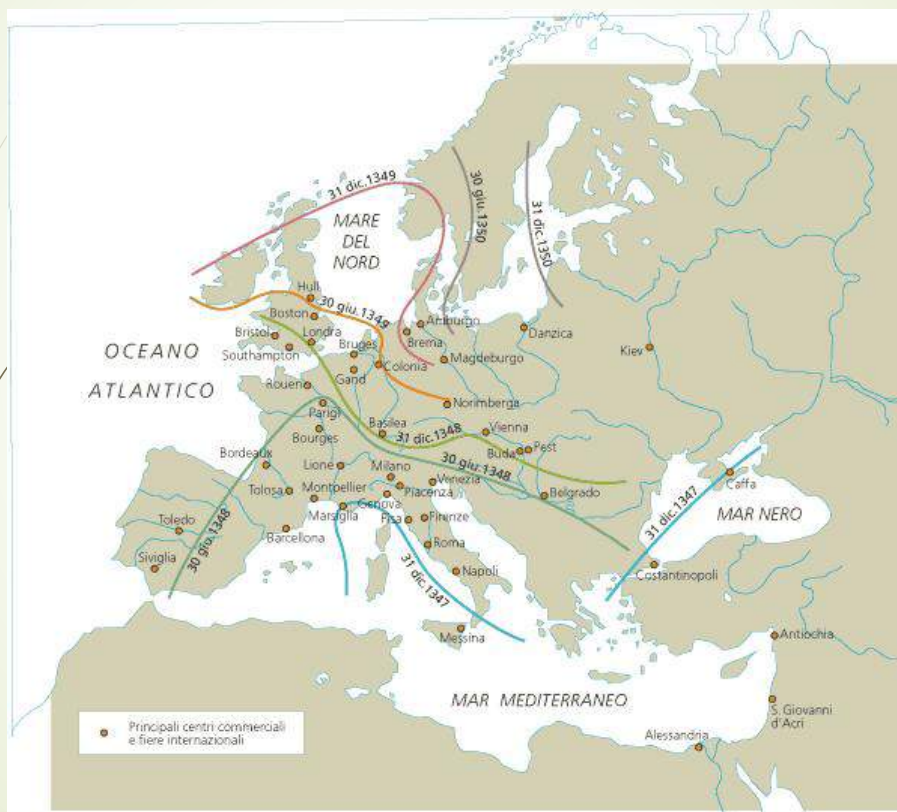 31 dic. 1349
30 giu. 1350
31 dic. 1350
MARE
DEL
NORD
Hull
30 giu. 1349
Boston
Amburgo
Danzica
Bristol
Londra
Bruges
Brema
Kiev
OCEANO
ATLANTICO
Southampton
Colonia
Magdeburgo
Rouen
Gand
Norimberga
Parigi
Basilea
31 dic. 1348
Vienna
Bourges
Buda
Pest
Bordeaux
30 giu. 1348
Lione
Milano
Venezia
Caffa
Tolosa
Montpellier
Piacenza
Belgrado
31 dic. 1347
MAR NERO
Genova
Marsiglia
Pisa
Firenze
Toledo
30 giu. 1348
Barcellona
Roma
Siviglia
31 dic. 1347
Napoli
Costantinopoli
Messina
Antiochia
MAR MEDITERRANEO
S. Giovanni
d'Acri
Principali centri commerciali
e fiere internazionali
Alessandria